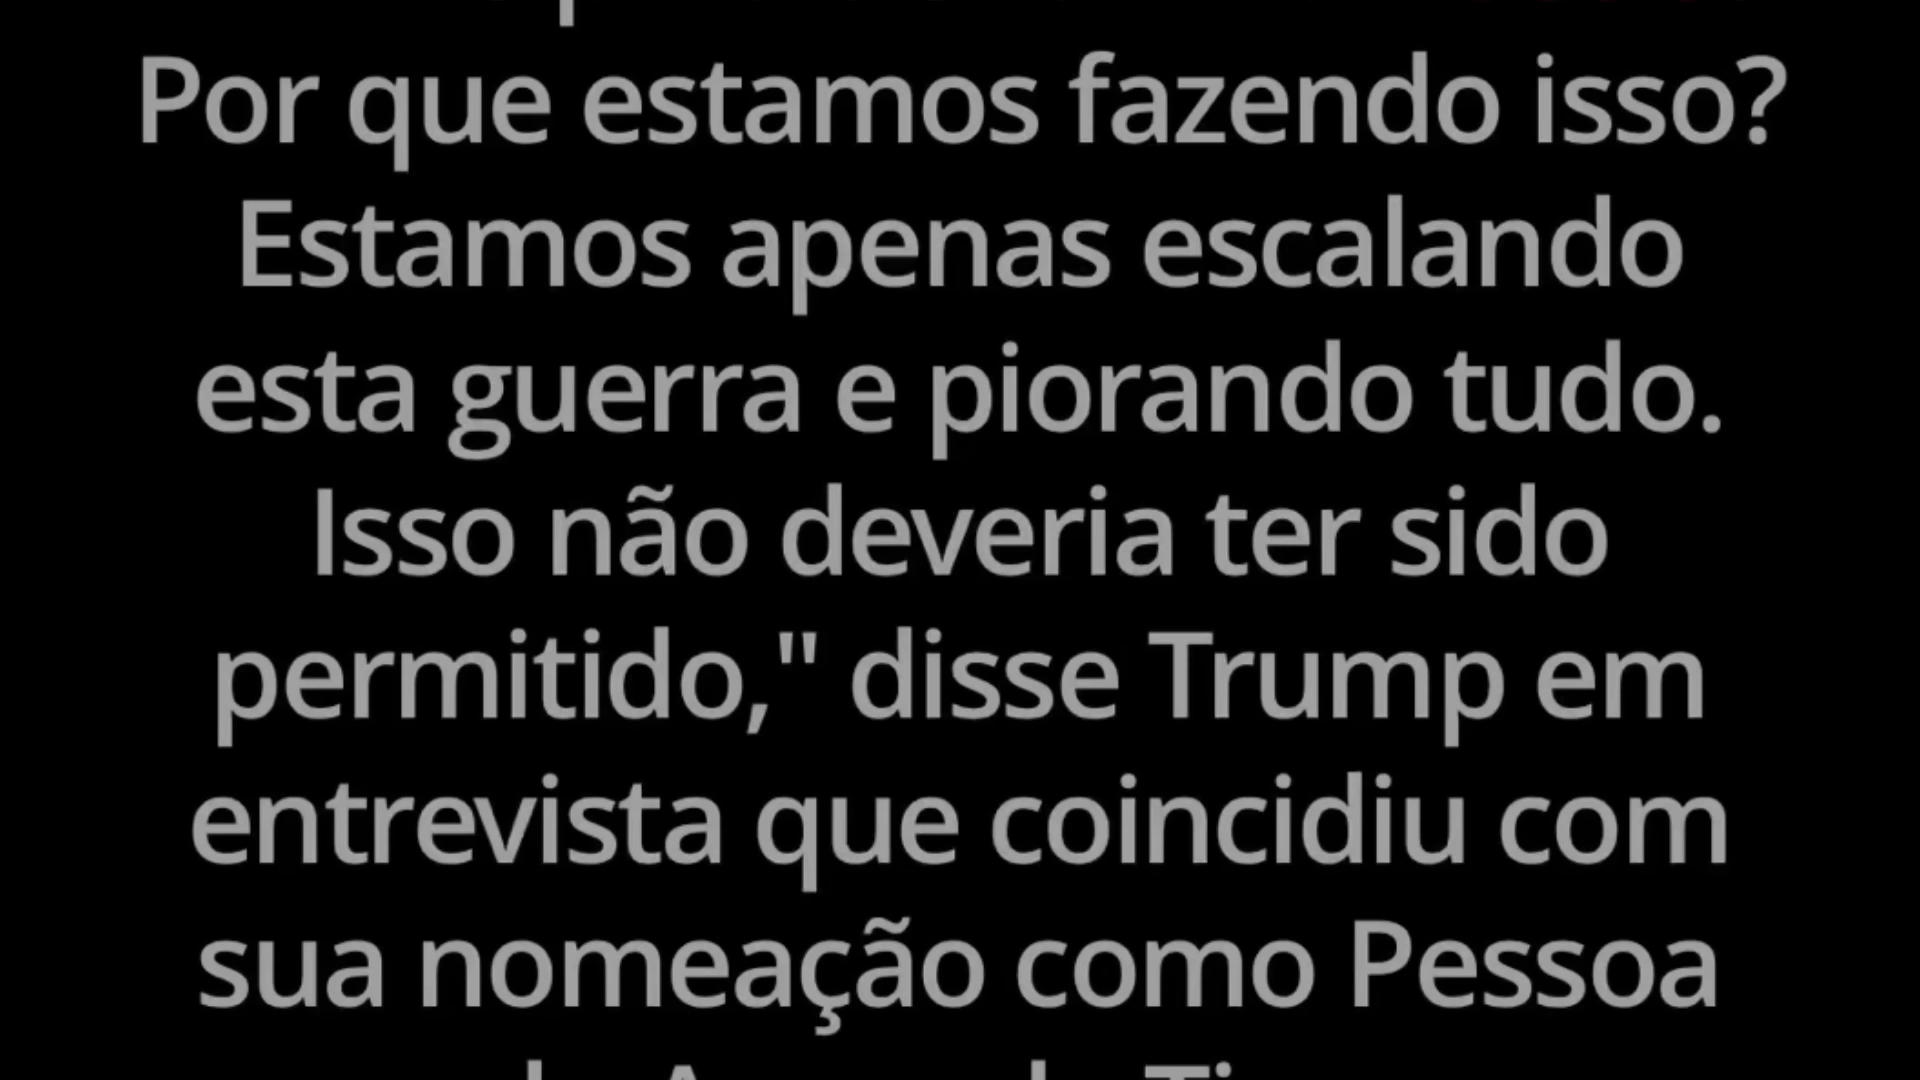 Por que estamos fazendo isso?
Estamos apenas escalando
esta guerra e piorando tudo.
Isso não deveria ter sido
permitido," disse Trump em
entrevista que coincidiu com
sua nomeação como Pessoa